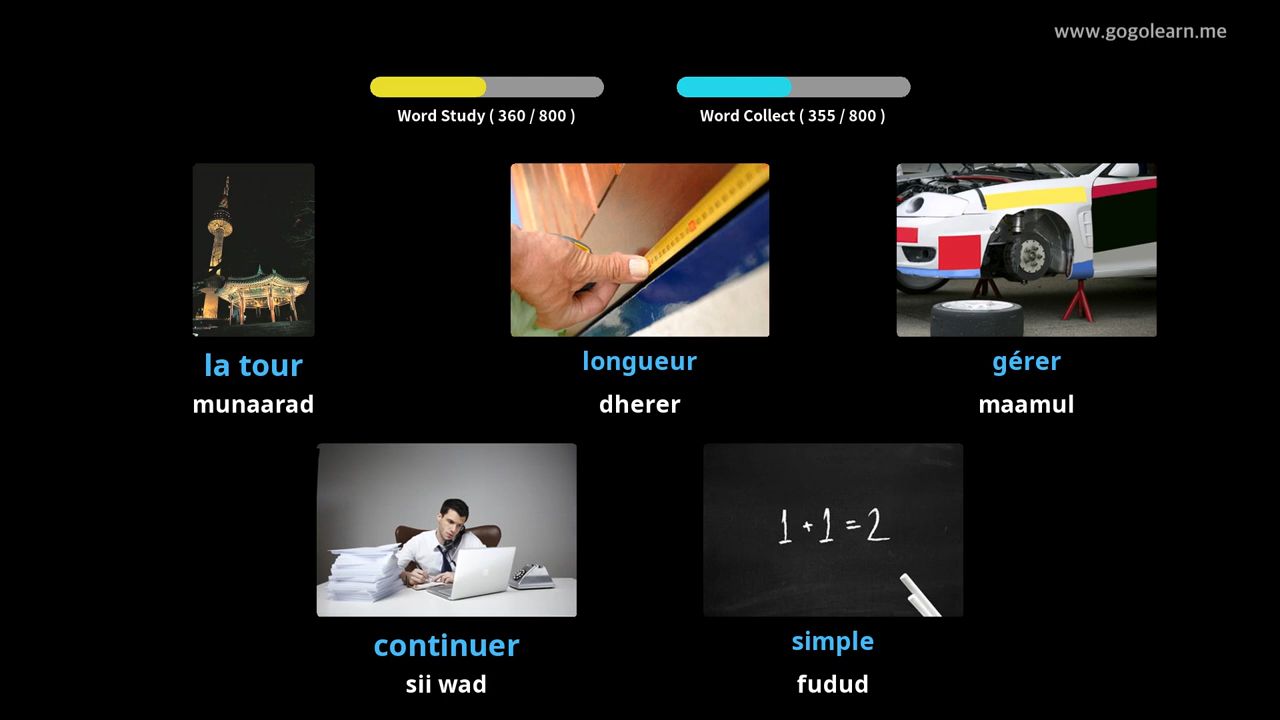 www.gogolearn.me
Word Study ( 360 / 800 )
Word Collect ( 355 / 800 )
la tour
munaarad
longueur
dherer
gérer
maamul
1 + 1 = 2
continuer
sii wad
simple
fudud